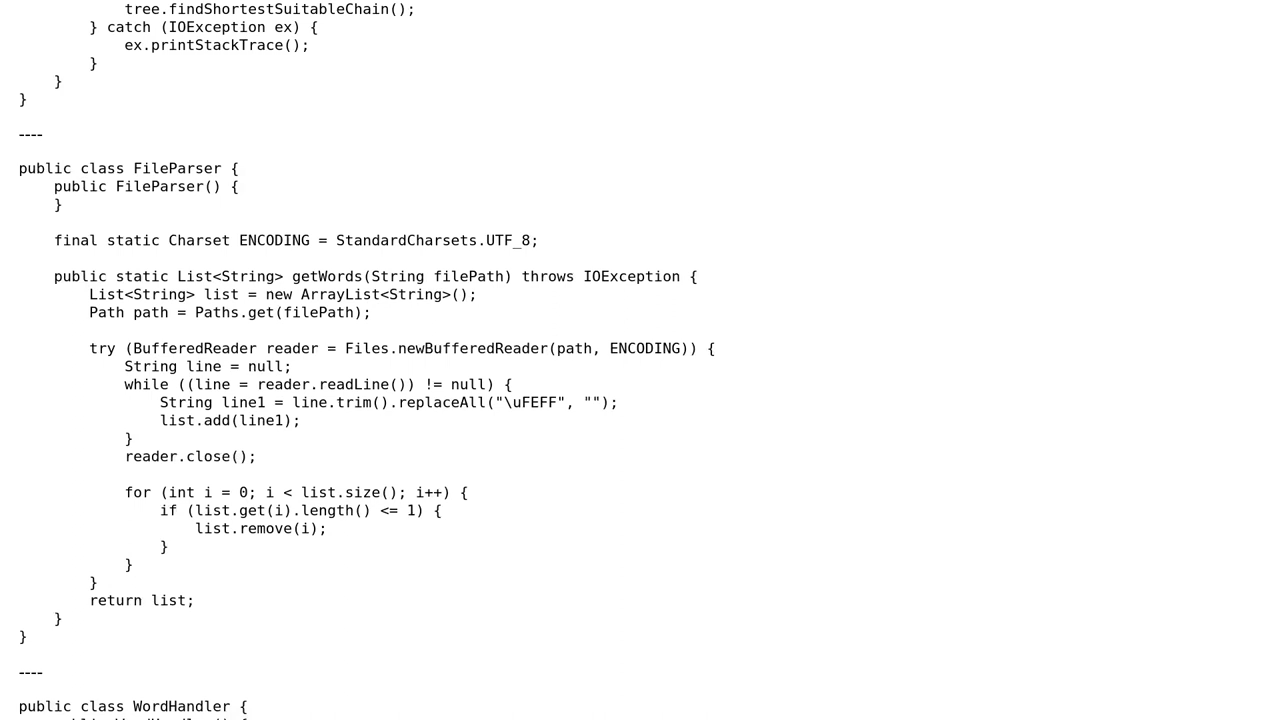 tree.findShortestSuitableChain();
        } catch (IOException ex) {
            ex.printStackTrace();
        }
    }
}

----

public class FileParser {
    public FileParser() {
    }

    final static Charset ENCODING = StandardCharsets.UTF_8;

    public static List<String> getWords(String filePath) throws IOException {
        List<String> list = new ArrayList<String>();
        Path path = Paths.get(filePath);

        try (BufferedReader reader = Files.newBufferedReader(path, ENCODING)) {
            String line = null;
            while ((line = reader.readLine()) != null) {
                String line1 = line.trim().replaceAll("\uFEFF", "");
                list.add(line1);
            }
            reader.close();

            for (int i = 0; i < list.size(); i++) {
                if (list.get(i).length() <= 1) {
                    list.remove(i);
                }
            }
        }
        return list;
    }
}

----

public class WordHandler {